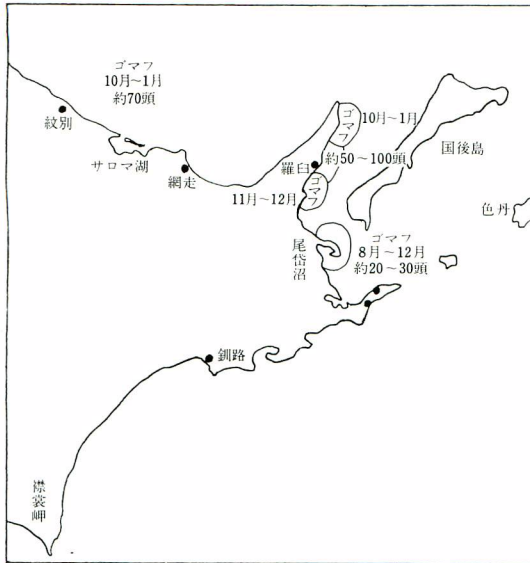 ゴマフ
10月～1月
約70頭
紋別
サロマ湖
網走
ゴマフ
10月～1月
羅臼
約50～100頭
国後島
ゴマフ
11月～12月
色丹
尾岱沼
ゴマフ
8月～12月
約20～30頭
釧路
襟裳岬